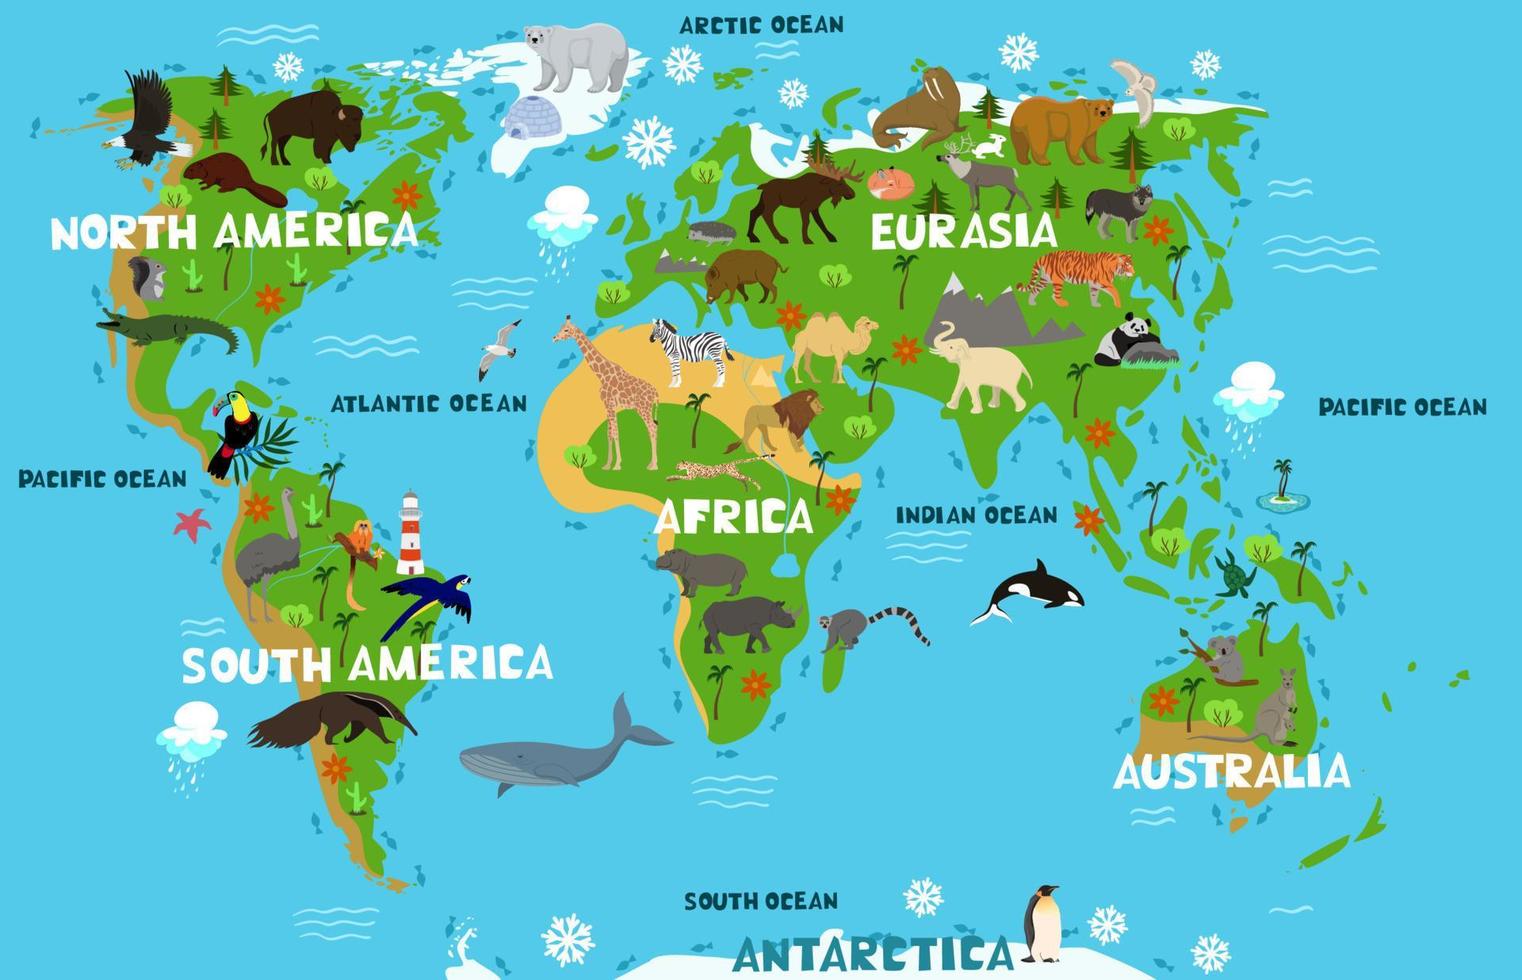 ARCTIC OCEAN
NORTH AMERICA
EURASIA
ATLANTIC OCEAN
PACIFIC OCEAN
PACIFIC OCEAN
AFRICA
INDIAN OCEAN
SOUTH AMERICA
AUSTRALIA
SOUTH OCEAN
ANTARCTICA